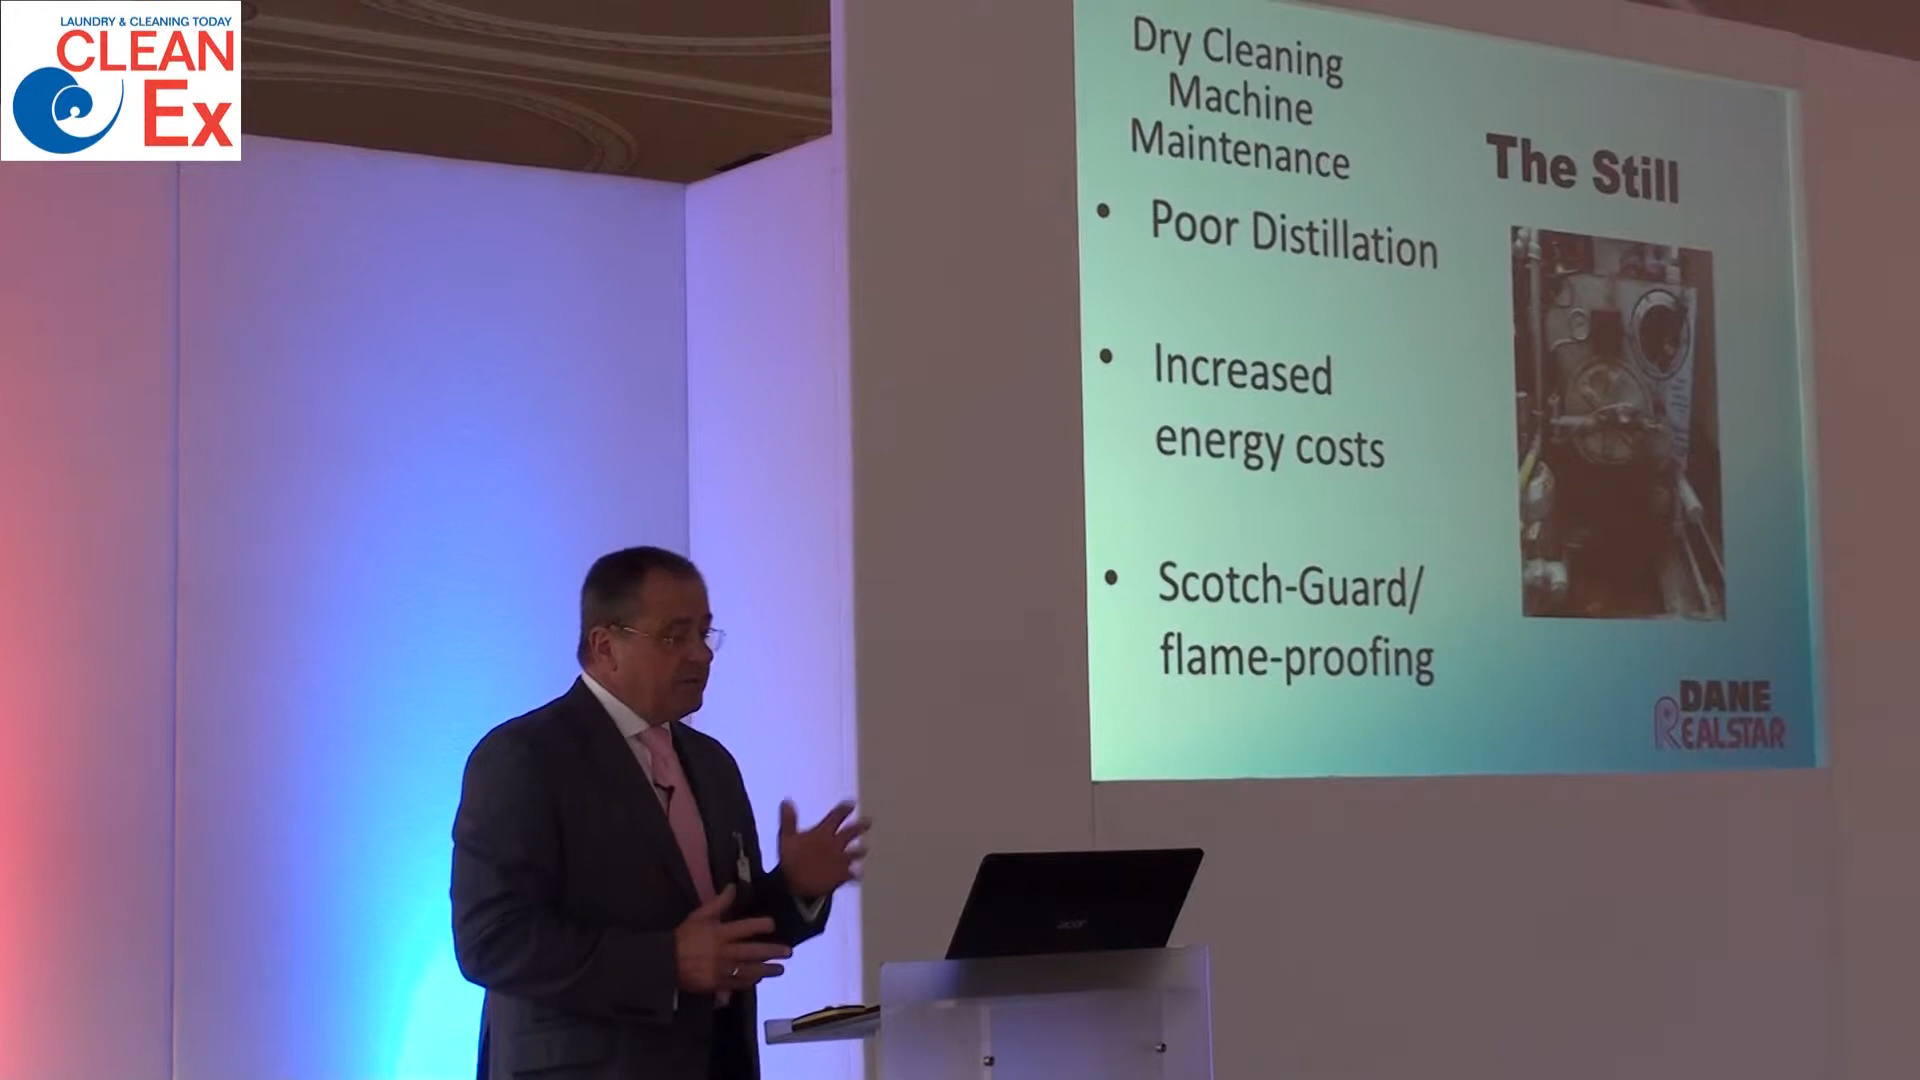 LAUNDRY & CLEANING TODAY
CLEAN
Ex
Dry Cleaning
Machine
Maintenance
The Still
• Poor Distillation
• Increased
energy costs
• Scotch-Guard/
flame-proofing
DANE
REALSTAR
acer